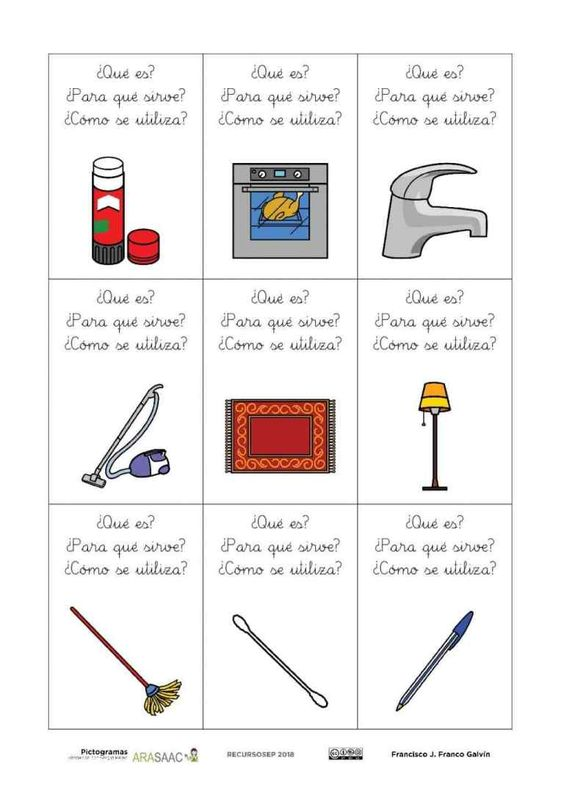 ¿Qué es?
¿Para qué sirve?
¿Cómo se utiliza?
¿Qué es?
¿Para qué sirve?
¿Cómo se utiliza?
¿Qué es?
¿Para qué sirve?
¿Cómo se utiliza?
¿Qué es?
¿Para qué sirve?
¿Cómo se utiliza?
¿Qué es?
¿Para qué sirve?
¿Cómo se utiliza?
¿Qué es?
¿Para qué sirve?
¿Cómo se utiliza?
¿Qué es?
¿Para qué sirve?
¿Cómo se utiliza?
¿Qué es?
¿Para qué sirve?
¿Cómo se utiliza?
¿Qué es?
¿Para qué sirve?
¿Cómo se utiliza?
Pictogramas
ARASAAC
RECURSOSEP 2018
Francisco J. Franco Galvín